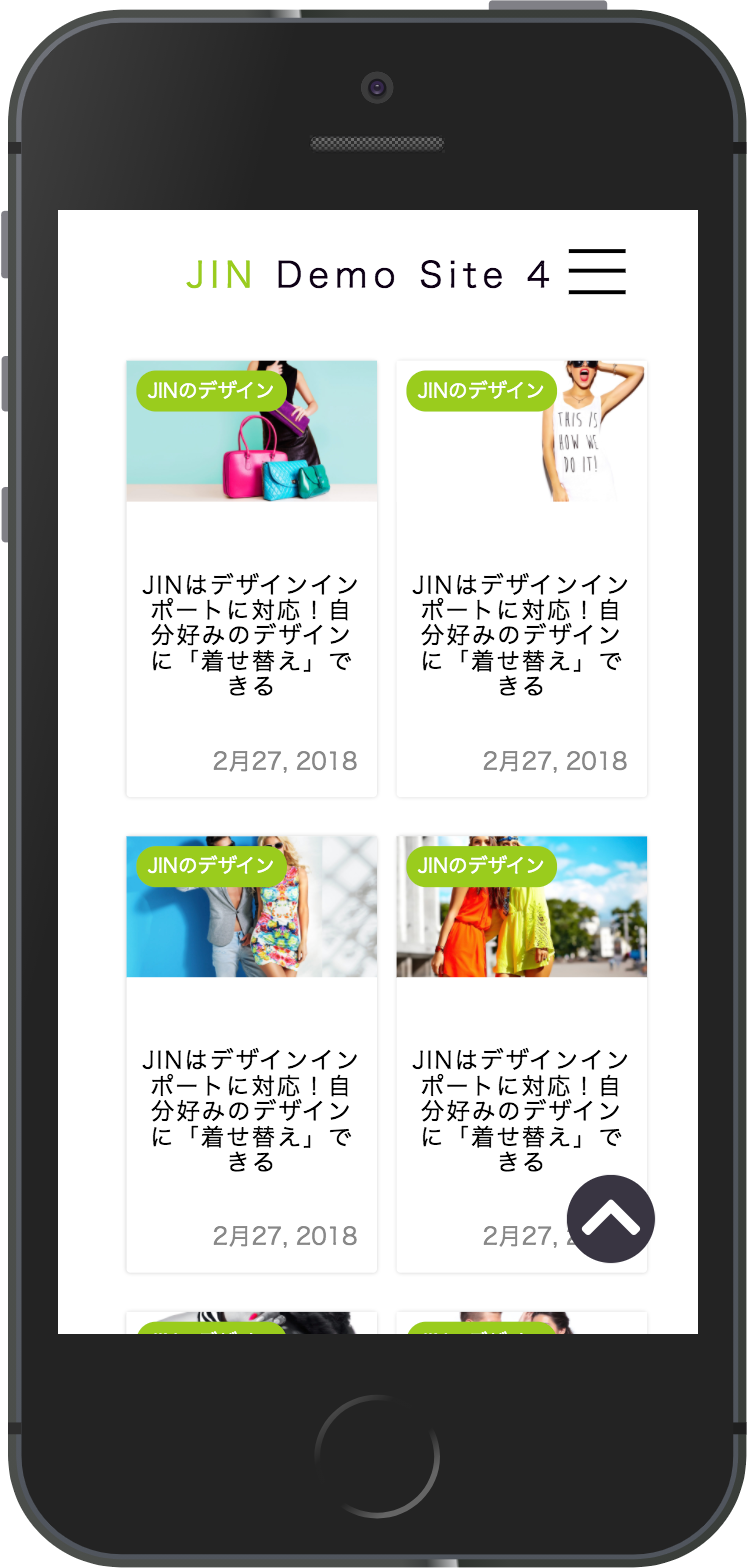 JIN Demo Site 4
JINのデザイン
THIS IS
HOW WE
DO IT!
JINはデザインイン
ポートに対応！自
分好みのデザイン
に「着せ替え」で
きる
2月27, 2018
JINのデザイン
JINはデザインイン
ポートに対応！自
分好みのデザイン
に「着せ替え」で
きる
2月27, 2018
JINのデザイン
JINはデザインイン
ポートに対応！自
分好みのデザイン
に「着せ替え」で
きる
2月27, 2018
JINのデザイン
JINはデザインイン
ポートに対応！自
分好みのデザイン
に「着せ替え」で
きる
2月27, 2